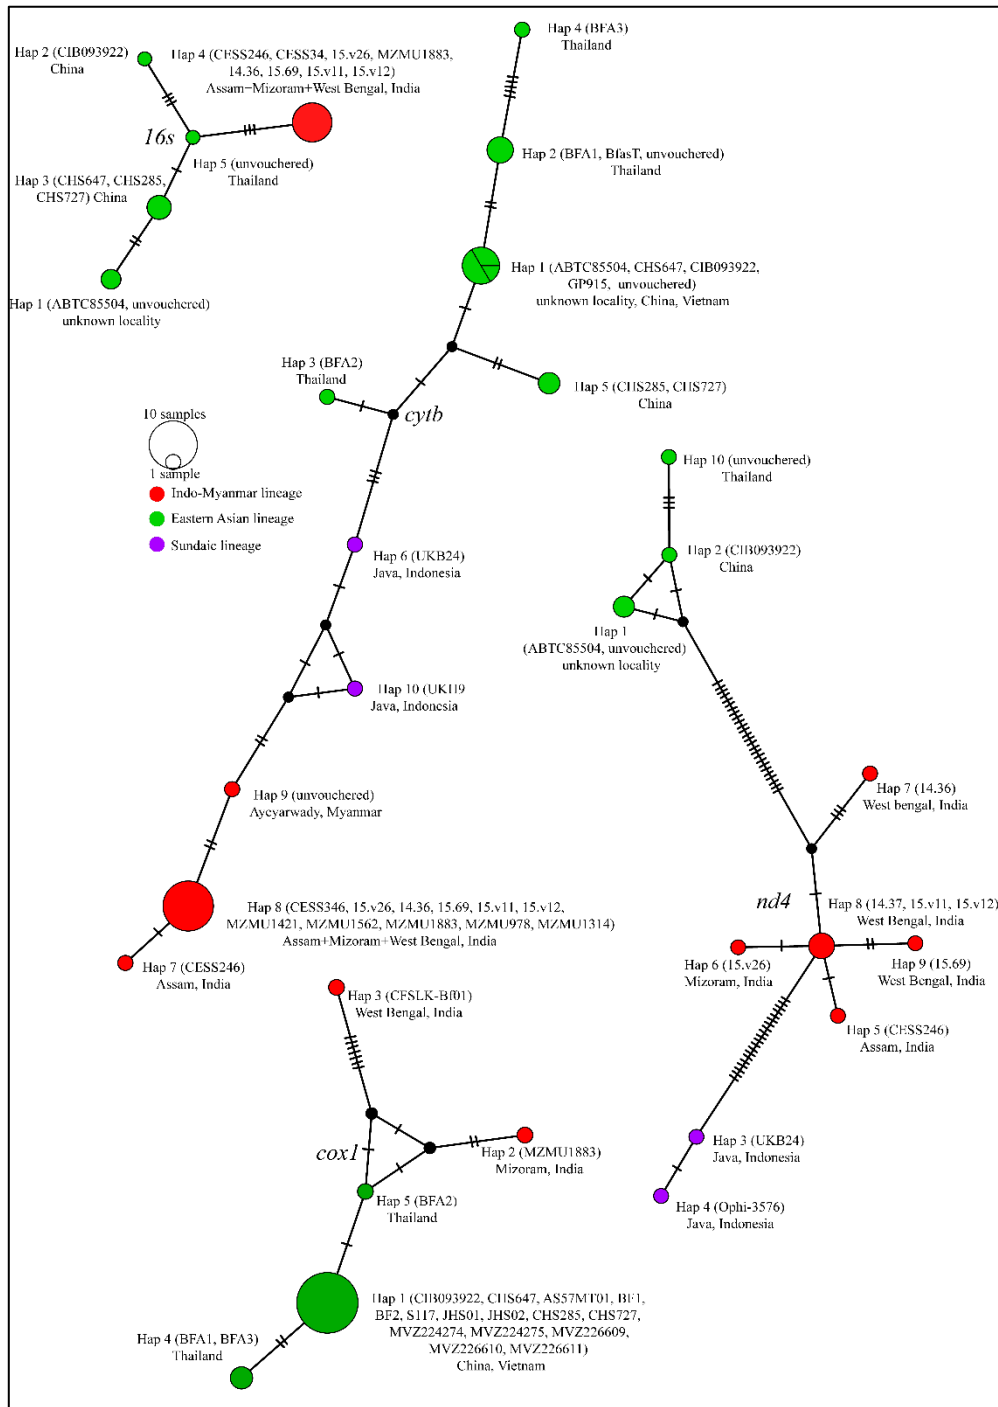 Hap 2 (CIB093922)
China
Hap 4 (CESS246, CESS34, 15.v26, MZMU1883,
14.36, 15.69, 15.v11, 15.v12)
Assam−Mizoram+West Bengal, India
16s
Hap 5 (unvouchered)
Thailand
Hap 3 (CHS647, CHS285,
CHS727) China
Hap 1 (ABTC85504, unvouchered)
unknown locality
Hap 4 (BFA3)
Thailand
Hap 2 (BFA1, BfasT, unvouchered)
Thailand
Hap 1 (ABTC85504, CHS647, CIB093922,
GP915, unvouchered)
unknown locality, China, Vietnam
Hap 3 (BFA2)
Thailand
Hap 5 (CHS285, CHS727)
China
cytb
10 samples
1 sample
Indo-Myanmar lineage
Eastern Asian lineage
Sundaic lineage
Hap 6 (UKB24)
Java, Indonesia
Hap 10 (UKH9
Java, Indonesia
Hap 9 (unvouchered)
Ayeyarwady, Myanmar
Hap 8 (CESS346, 15.v26, 14.36, 15.69, 15.v11, 15.v12,
MZMU1421, MZMU1562, MZMU1883, MZMU978, MZMU1314)
Assam+Mizoram+West Bengal, India
Hap 7 (CESS246)
Assam, India
Hap 10 (unvouchered)
Thailand
Hap 2 (CIB093922)
China
Hap 1
(ABTC85504, unvouchered)
unknown locality
Hap 7 (14.36)
West bengal, India
nd4
Hap 8 (14.37, 15.v11, 15.v12)
West Bengal, India
Hap 6 (15.v26)
Mizoram, India
Hap 9 (15.69)
West Bengal, India
Hap 5 (CESS246)
Assam, India
Hap 3 (UKB24)
Java, Indonesia
Hap 4 (Ophi-3576)
Java, Indonesia
Hap 3 (CFSLK-Bf01)
West Bengal, India
cox1
Hap 2 (MZMU1883)
Mizoram, India
Hap 5 (BFA2)
Thailand
Hap 1 (CIB093922, CHS647, AS57MT01, BF1,
BF2, S117, JHS01, JHS02, CHS285, CHS727,
MVZ224274, MVZ224275, MVZ226609,
MVZ226610, MVZ226611)
China, Vietnam
Hap 4 (BFA1, BFA3)
Thailand